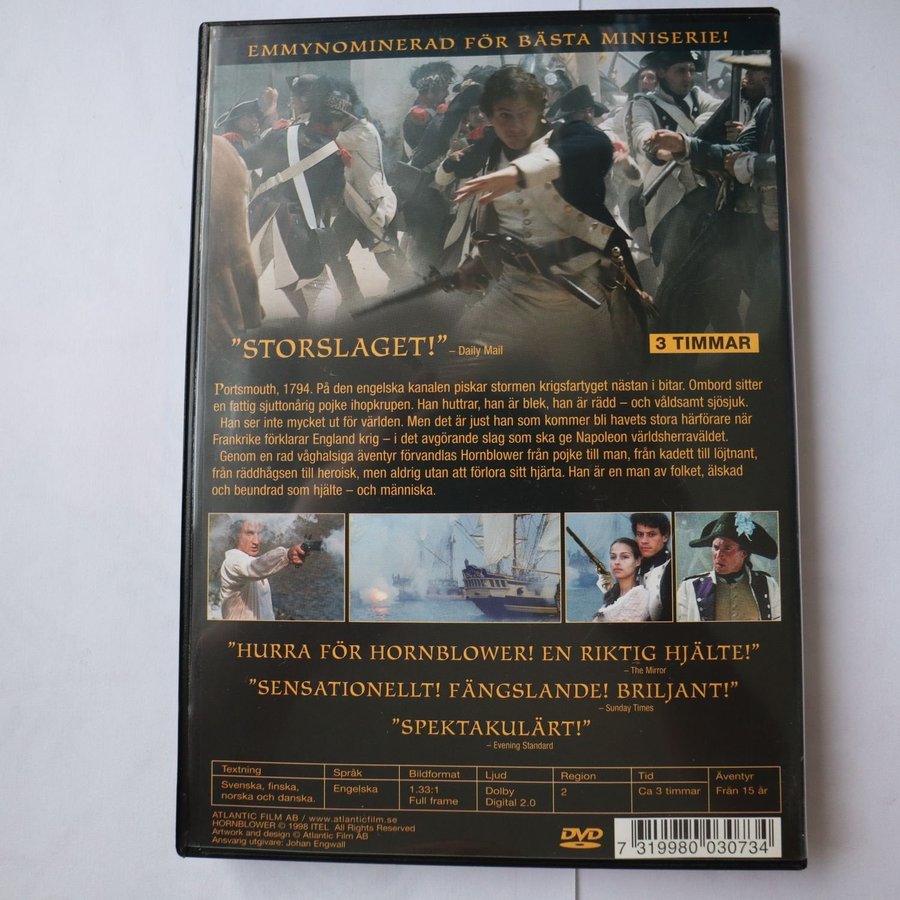 EMMYNOMINERAD FÖR BÄSTA MINISERIE!
"STORSLAGET!" – Daily Mail
3 TIMMAR
Portsmouth, 1794. På den engelska kanalen piskar stormen krigsfartyget nästan i bitar. Ombord sitter
en fattig sjuttonårig pojke ihopkrupen. Han huttrar, han är blek, han är rädd – och våldsamt sjösjuk.
Han ser inte mycket ut för världen. Men det är just han som kommer bli havets stora härförare när
Frankrike förklarar England krig – i det avgörande slag som ska ge Napoleon världsherraväldet.
Genom en rad våghalsiga äventyr förvandlas Hornblower från pojke till man, från kadett till löjtnant,
från räddhågsen till heroisk, men aldrig utan att förlora sitt hjärta. Han är en man av folket, älskad
och beundrad som hjälte – och människa.
"HURRA FÖR HORNBLOWER! EN RIKTIG HJÄLTE!"
– The Mirror
"SENSATIONELLT! FÄNGSLANDE! BRILJANT!"
– Sunday Times
"SPEKTAKULÄRT!"
– Evening Standard
Textning Språk Bildformat Ljud Region Tid Äventyr
Svenska, finska, Engelska 1.33:1 Dolby 2 Ca 3 timmar Från 15 år
norska och danska. Full frame Digital 2.0
ATLANTIC FILM AB / www.atlanticfilm.se
HORNBLOWER © 1998 ITEL All Rights Reserved
Artwork and design © Atlantic Film AB
Ansvarig utgivare: Johan Engwall
DVD
7 319980 030734